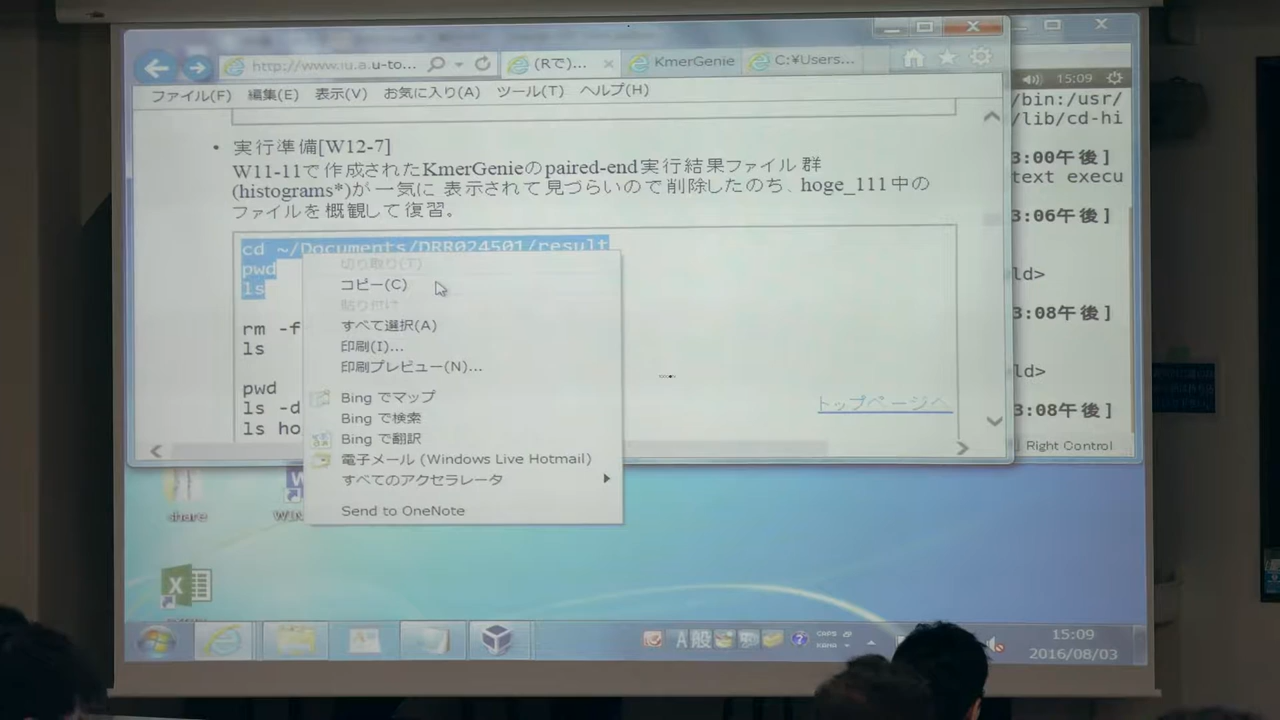 http://www.iu.a.u-to...
(Rで)...
KmerGenie
C:¥Users...
ファイル(F) 編集(E) 表示(V) お気に入り(A) ツール(T) ヘルプ(H)
15:09
/bin:/usr/
/lib/cd-hi
3:00午後]
text execu
3:06午後]
ld>
3:08午後]
ld>
3:08午後]
Right Control
• 実行準備[W12-7]
W11-11で作成されたKmerGenieのpaired-end実行結果ファイル群
(histograms*)が一気に表示されて見づらいので削除したのち、hoge_111中の
ファイルを概観して復習。
cd ~/Documents/DRR024501/result
pwd
ls
rm -f
ls
pwd
ls -d
ls ho
切り取り(T)
コピー(C)
貼り付け
すべて選択(A)
印刷(I)...
印刷プレビュー(N)...
Bing でマップ
Bing で検索
Bing で翻訳
電子メール (Windows Live Hotmail)
すべてのアクセラレータ
Send to OneNote
トップページへ
share
WIN
A般
CAPS
KANA
15:09
2016/08/03